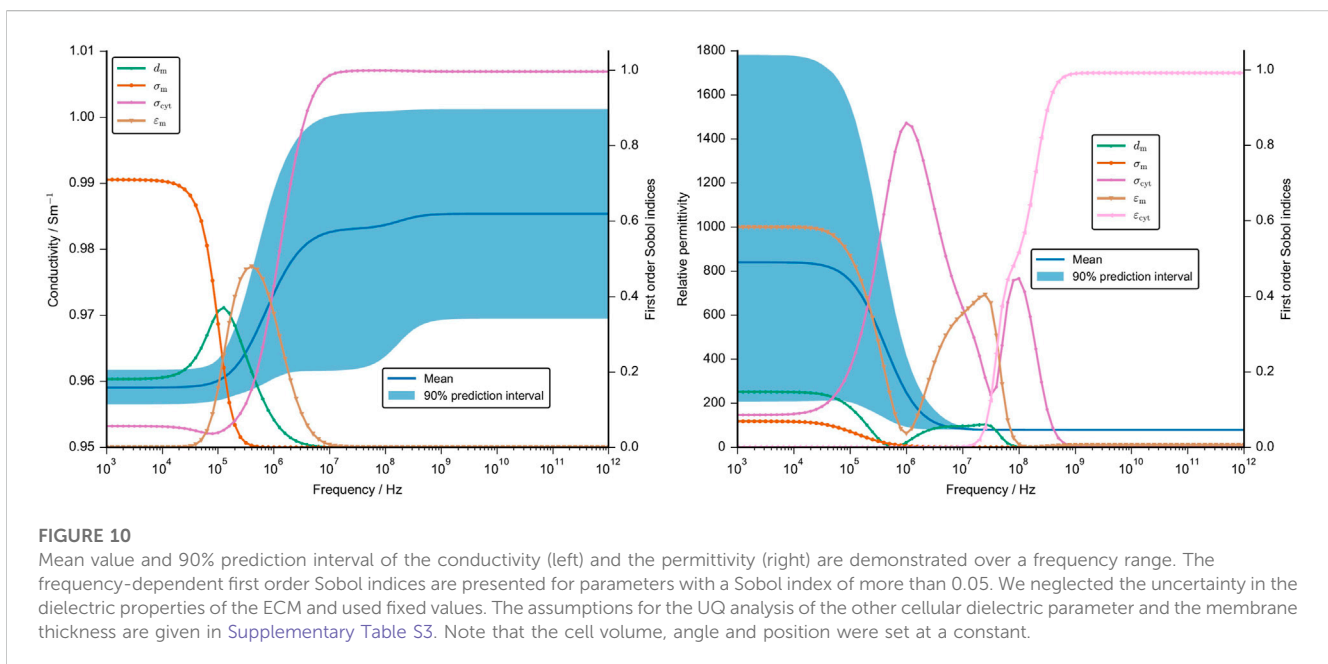 1.01
1.00
0.99
0.98
0.97
0.96
0.95
Conductivity / Sm⁻¹
d_m
σ_m
σ_cyt
ε_m
Mean
90% prediction interval
1.0
0.8
0.6
0.4
0.2
0.0
First order Sobol indices
10³ 10⁴ 10⁵ 10⁶ 10⁷ 10⁸ 10⁹ 10¹⁰ 10¹¹ 10¹²
Frequency / Hz
1800
1600
1400
1200
1000
800
600
400
200
0
Relative permittivity
d_m
σ_m
σ_cyt
ε_m
ε_cyt
Mean
90% prediction interval
1.0
0.8
0.6
0.4
0.2
0.0
First order Sobol indices
10³ 10⁴ 10⁵ 10⁶ 10⁷ 10⁸ 10⁹ 10¹⁰ 10¹¹ 10¹²
Frequency / Hz
FIGURE 10
Mean value and 90% prediction interval of the conductivity (left) and the permittivity (right) are demonstrated over a frequency range. The
frequency-dependent first order Sobol indices are presented for parameters with a Sobol index of more than 0.05. We neglected the uncertainty in the
dielectric properties of the ECM and used fixed values. The assumptions for the UQ analysis of the other cellular dielectric parameter and the membrane
thickness are given in Supplementary Table S3. Note that the cell volume, angle and position were set at a constant.